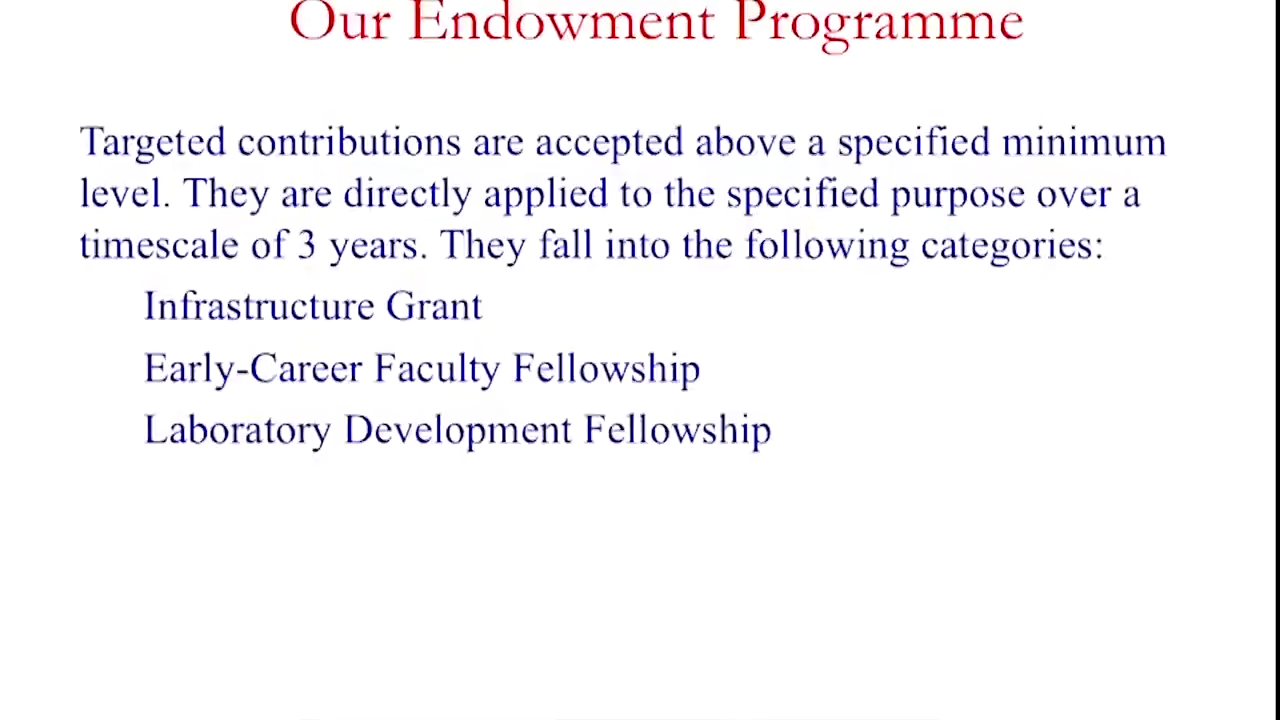 Our Endowment Programme
Targeted contributions are accepted above a specified minimum
level. They are directly applied to the specified purpose over a
timescale of 3 years. They fall into the following categories:
Infrastructure Grant
Early-Career Faculty Fellowship
Laboratory Development Fellowship